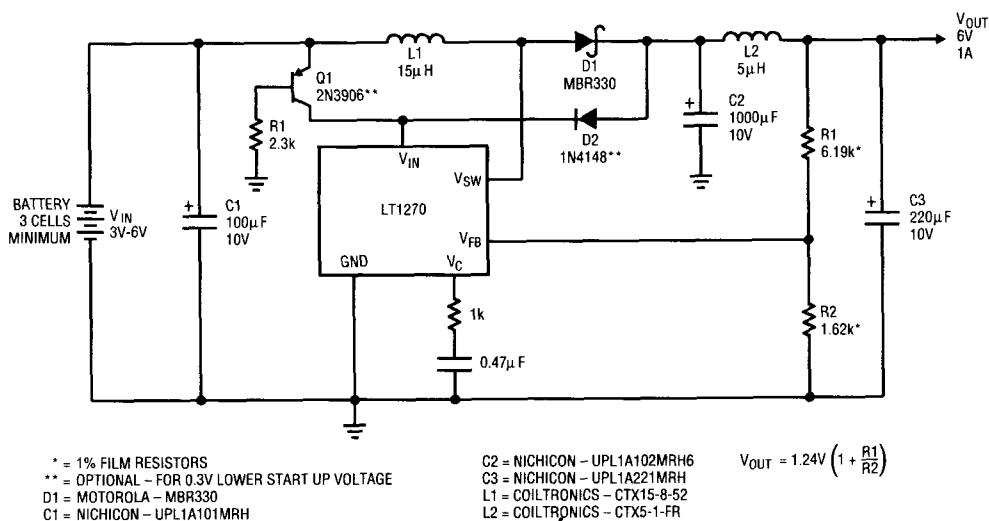 VOUT
6V
1A
L1
15µH
D1
MBR330
L2
5µH
Q1
2N3906**
R1
2.3k
D2
1N4148**
C2
1000µF
10V
R1
6.19k*
VIN
VSW
LT1270
VFB
GND
VC
BATTERY
3 CELLS
MINIMUM
VIN
3V-6V
C1
100µF
10V
C3
220µF
10V
1k
0.47µF
R2
1.62k*
* = 1% FILM RESISTORS
** = OPTIONAL – FOR 0.3V LOWER START UP VOLTAGE
D1 = MOTOROLA – MBR330
C1 = NICHICON – UPL1A101MRH
C2 = NICHICON – UPL1A102MRH6
C3 = NICHICON – UPL1A221MRH
L1 = COILTRONICS – CTX15-8-52
L2 = COILTRONICS – CTX5-1-FR
VOUT = 1.24V (1 + R1/R2)